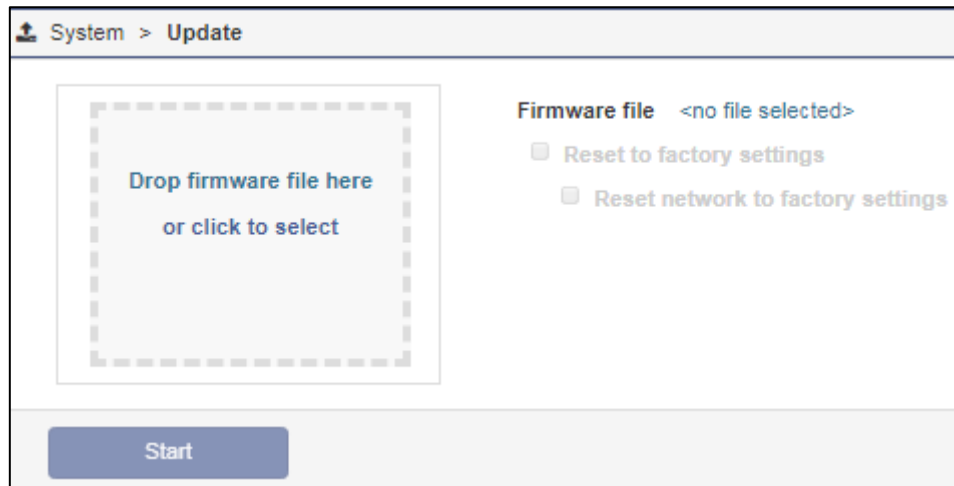 System > Update
Drop firmware file here
or click to select
Firmware file <no file selected>
Reset to factory settings
Reset network to factory settings
Start